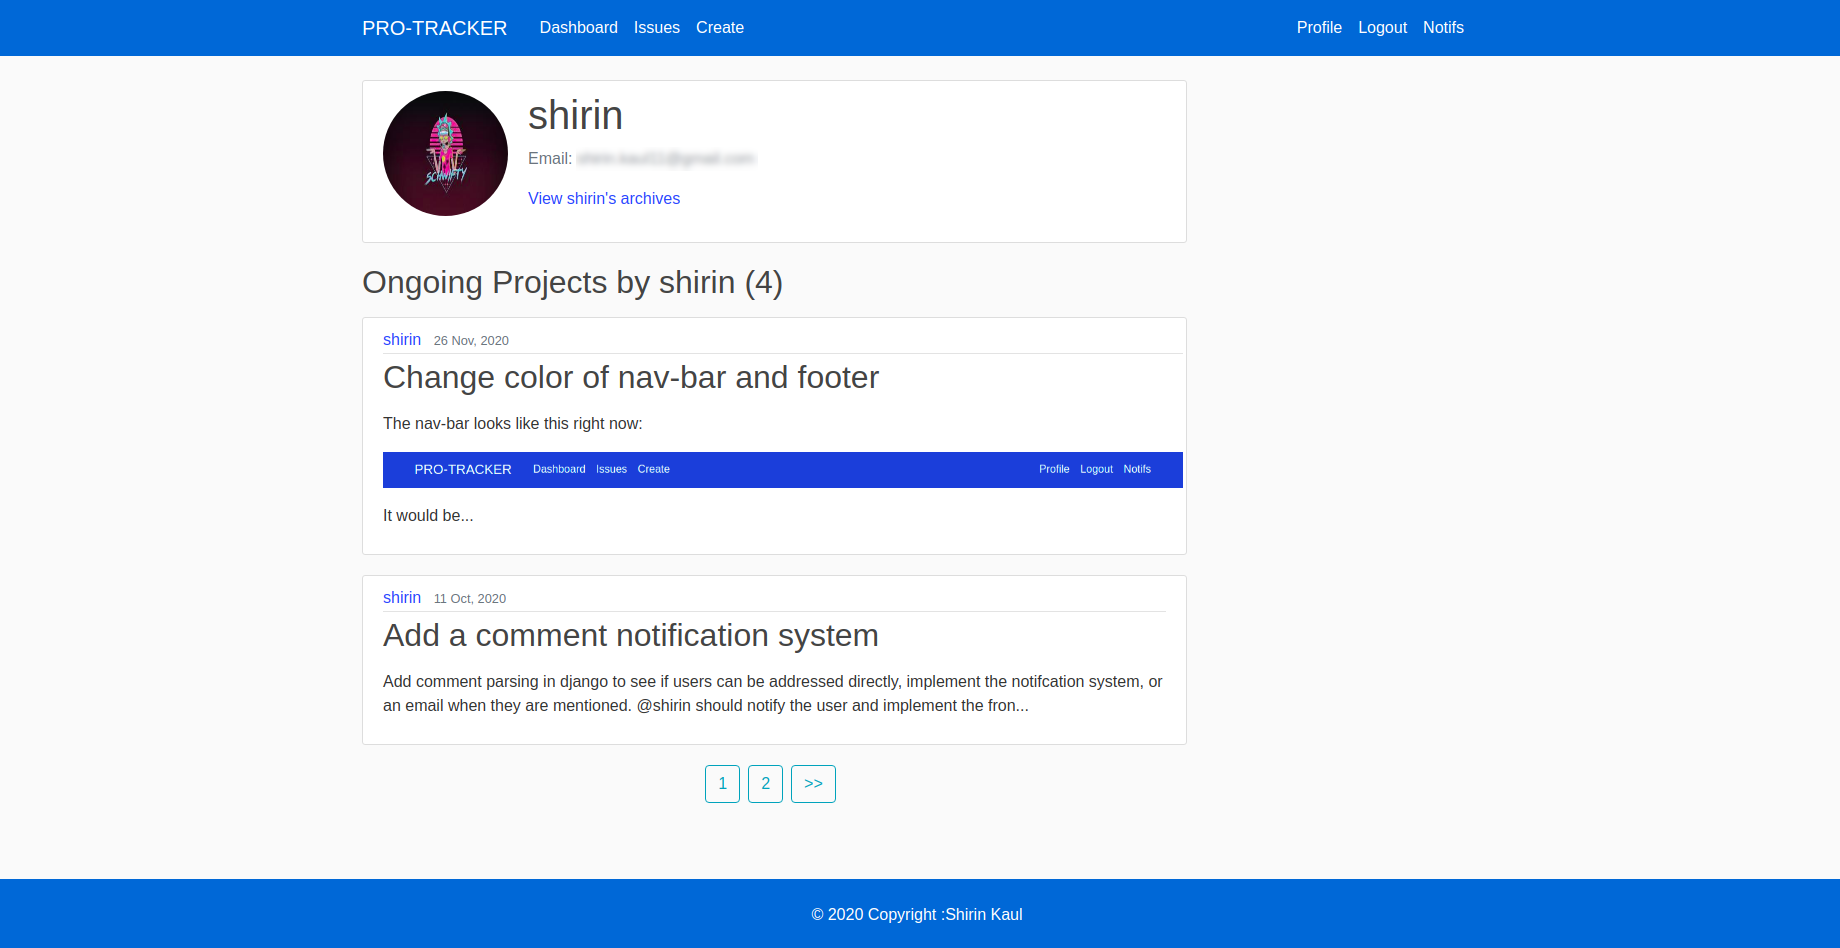 PRO-TRACKER Dashboard Issues Create Profile Logout Notifs
SCHWIFTY
shirin
Email:
View shirin's archives
Ongoing Projects by shirin (4)
shirin 26 Nov, 2020
Change color of nav-bar and footer
The nav-bar looks like this right now:
PRO-TRACKER Dashboard Issues Create Profile Logout Notifs
It would be...
shirin 11 Oct, 2020
Add a comment notification system
Add comment parsing in django to see if users can be addressed directly, implement the notifcation system, or
an email when they are mentioned. @shirin should notify the user and implement the fron...
1 2 >>
© 2020 Copyright :Shirin Kaul